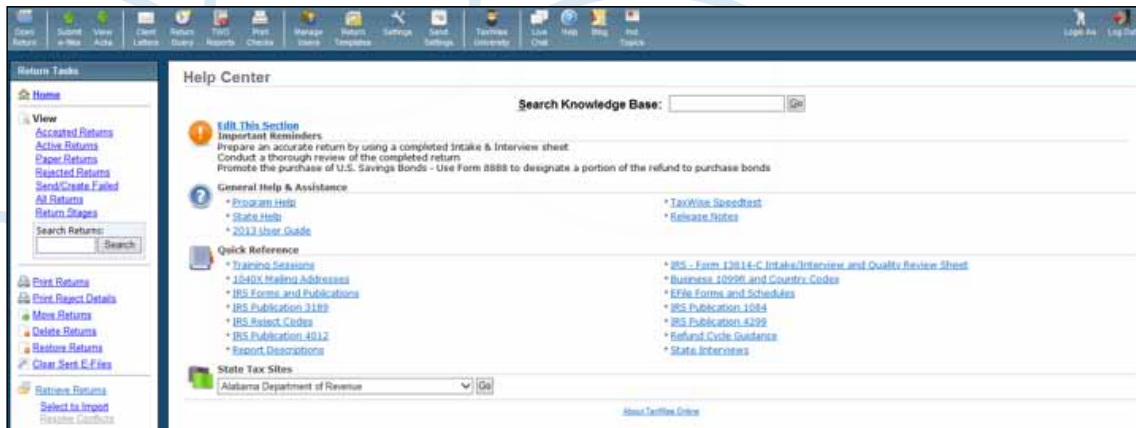 Open Return
Submit e-files
View Acks
Client Letters
Return Query
TWO Reports
Print Checks
Manage Users
Return Templates
Settings
Send Settings
TaxWise University
Live Chat
Help
Blog
Hot Topics
Login As
Log Out
Return Tasks
Home
View
Accepted Returns
Active Returns
Paper Returns
Rejected Returns
Send/Create Failed
All Returns
Return Stages
Search Returns:
Search
Print Returns
Print Reject Details
Move Returns
Delete Returns
Restore Returns
Clear Sent E-Files
Retrieve Returns
Select to Import
Resolve Conflicts
Help Center
Search Knowledge Base: Go
Edit This Section
Important Reminders
Prepare an accurate return by using a completed Intake & Interview sheet
Conduct a thorough review of the completed return
Promote the purchase of U.S. Savings Bonds - Use Form 8888 to designate a portion of the refund to purchase bonds
General Help & Assistance
* Program Help
* TaxWise Speedtest
* State Help
* Release Notes
* 2013 User Guide
Quick Reference
* Training Sessions
* IRS - Form 13614-C Intake/Interview and Quality Review Sheet
* 1040X Mailing Addresses
* Business 1099R and Country Codes
* IRS Forms and Publications
* EFile Forms and Schedules
* IRS Publication 3189
* IRS Publication 1084
* IRS Reject Codes
* IRS Publication 4299
* IRS Publication 4012
* Refund Cycle Guidance
* Report Descriptions
* State Interviews
State Tax Sites
Alabama Department of Revenue Go
About TaxWise Online